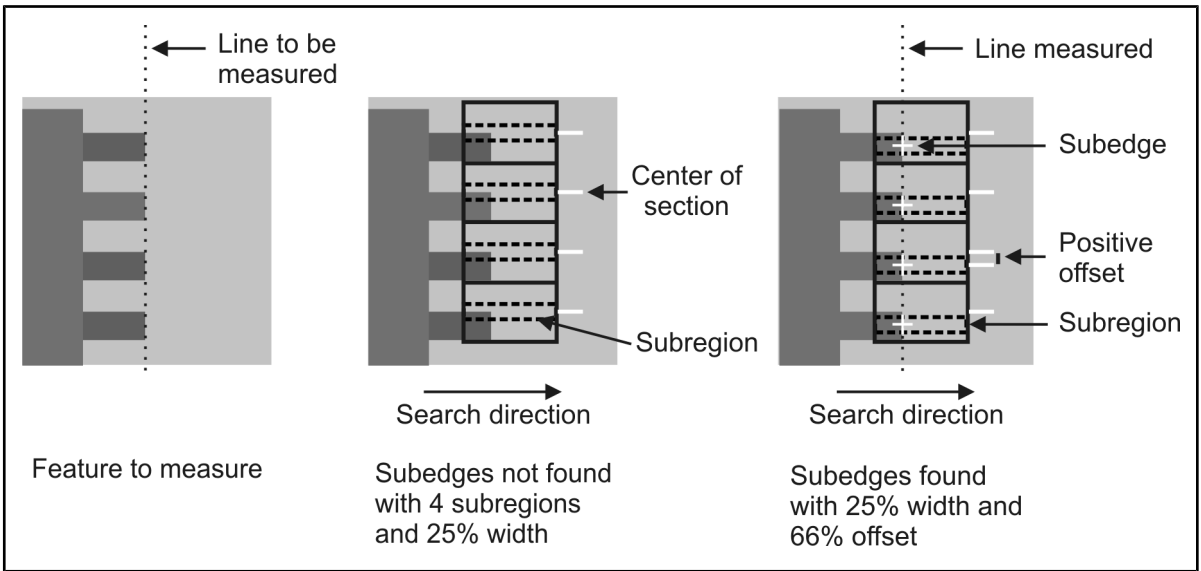 Line to be
measured
Feature to measure
Center of
section
Subregion
Search direction
Subedges not found
with 4 subregions
and 25% width
Line measured
Subedge
Positive
offset
Subregion
Search direction
Subedges found
with 25% width and
66% offset